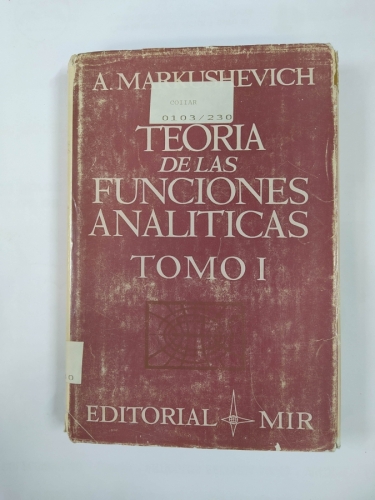 A. MARKUSHEVICH
0103/230
TEORIA
DE LAS
FUNCIONES
ANALITICAS
TOMO I
EDITORIAL MIR